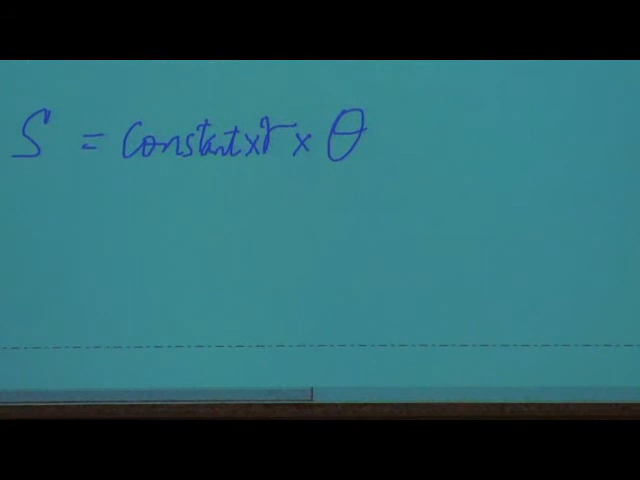 S = constant × r × θ